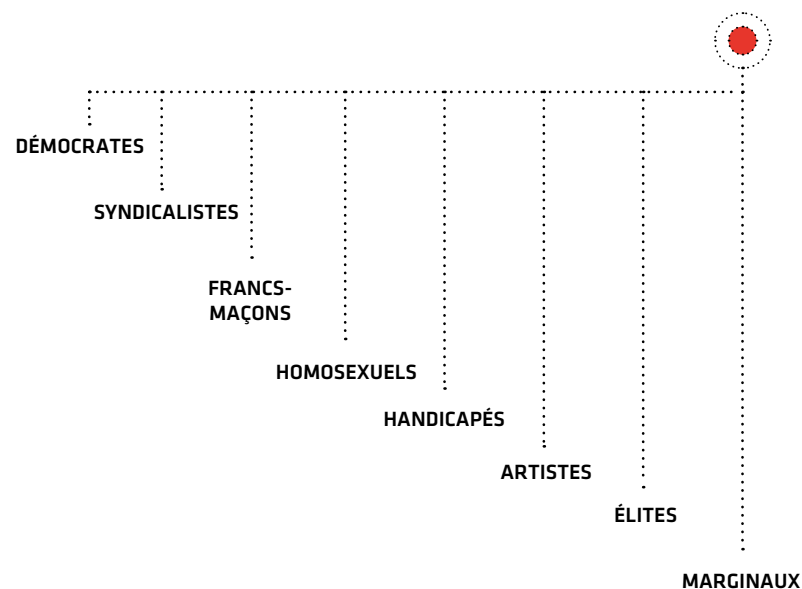 DÉMOCRATES
SYNDICALISTES
FRANCS-
MAÇONS
HOMOSEXUELS
HANDICAPÉS
ARTISTES
ÉLITES
MARGINAUX